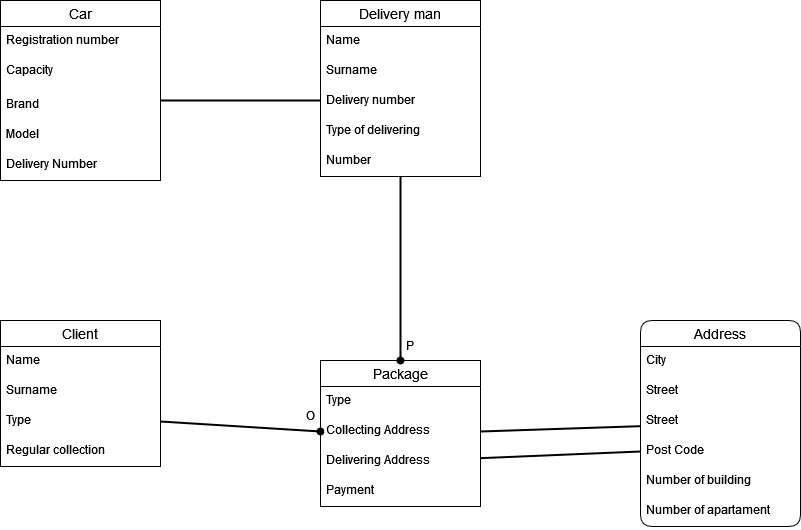 Car
Registration number
Capacity
Brand
Model
Delivery Number
Delivery man
Name
Surname
Delivery number
Type of delivering
Number
P
Client
Name
Surname
Type
Regular collection
O
Package
Type
Collecting Address
Delivering Address
Payment
Address
City
Street
Street
Post Code
Number of building
Number of apartament